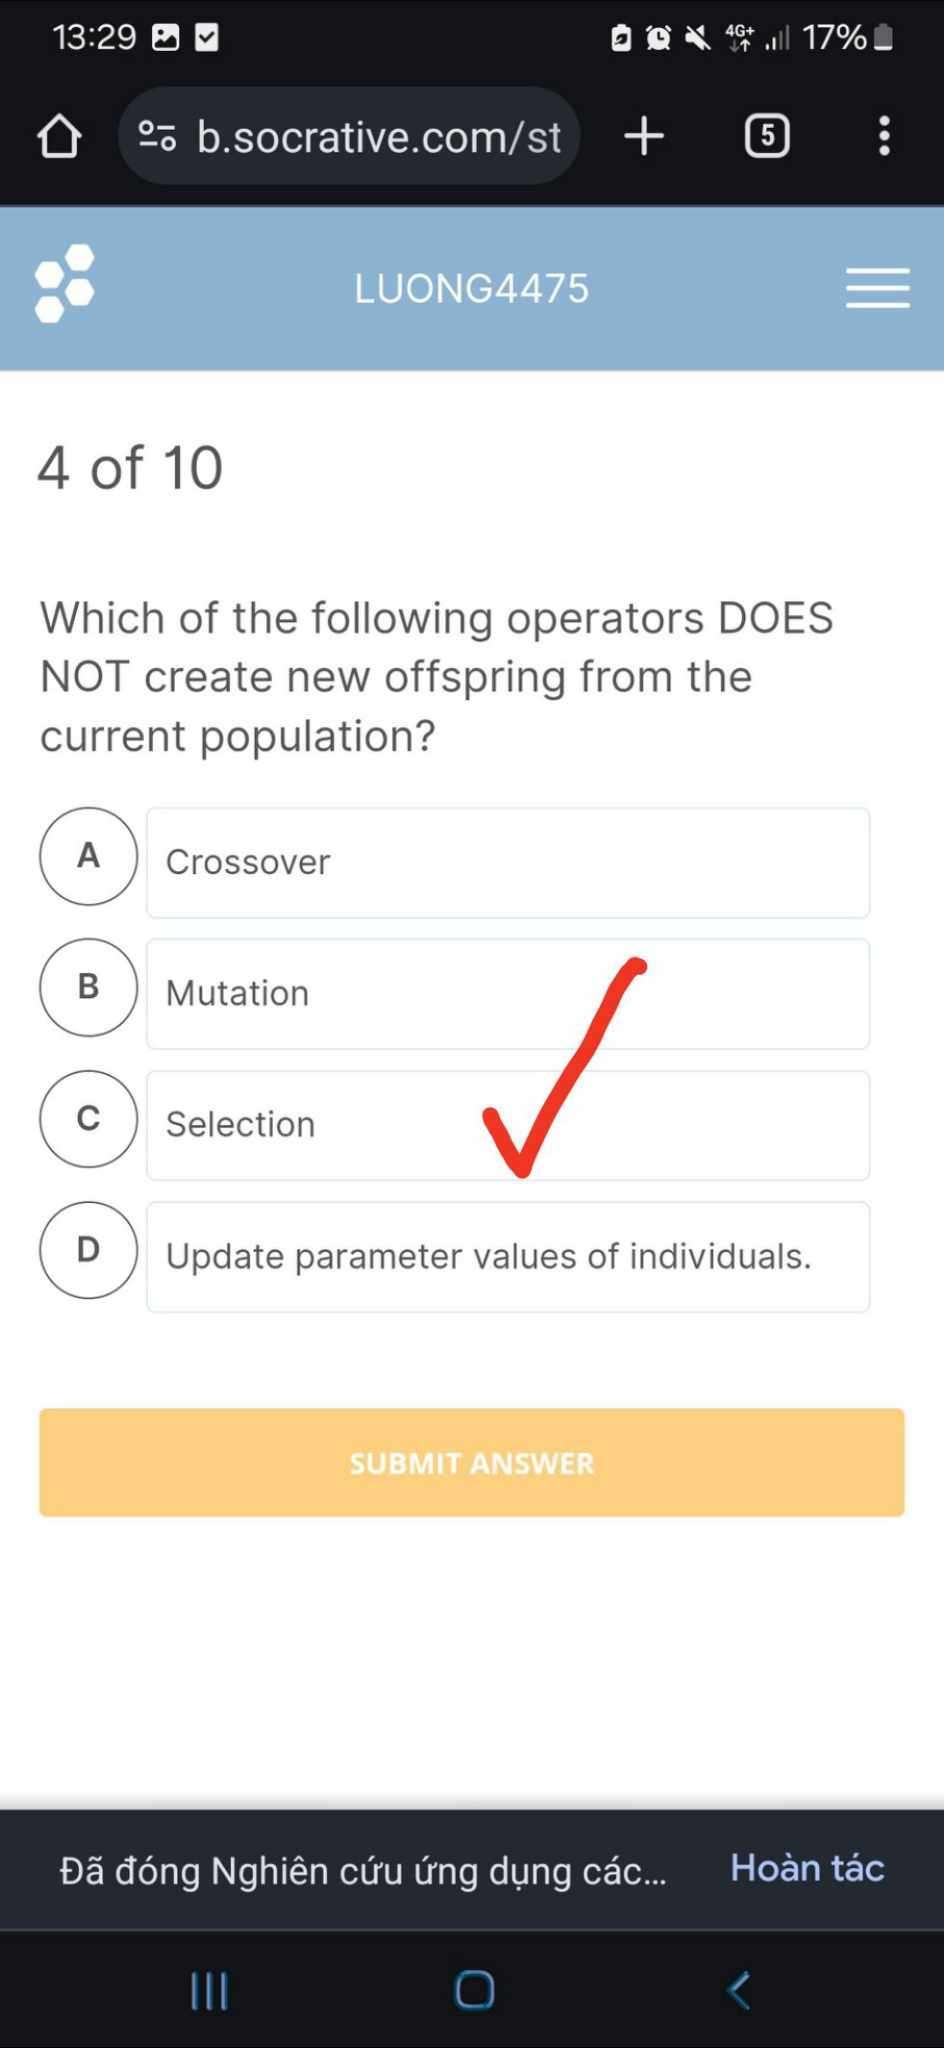 13:29
4G+
17%
b.socrative.com/st
5
LUONG4475
4 of 10
Which of the following operators DOES
NOT create new offspring from the
current population?
A
Crossover
B
Mutation
C
Selection
D
Update parameter values of individuals.
SUBMIT ANSWER
Đã đóng Nghiên cứu ứng dụng các...
Hoàn tác